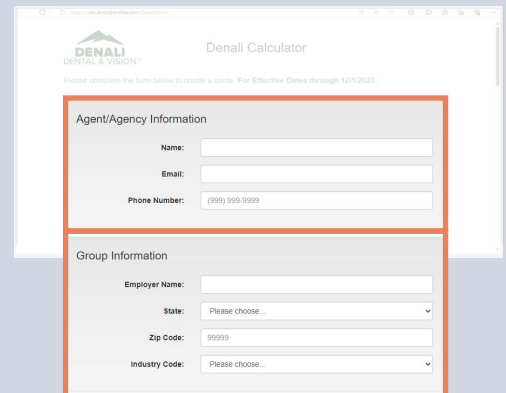 DENALI
DENTAL & VISION™
Denali Calculator
Please complete the form below to create a quote. For Effective Dates through 12/1/2023.
Agent/Agency Information
Name:
Email:
Phone Number: (999) 999-9999
Group Information
Employer Name:
State: Please choose...
Zip Code: 99999
Industry Code: Please choose...